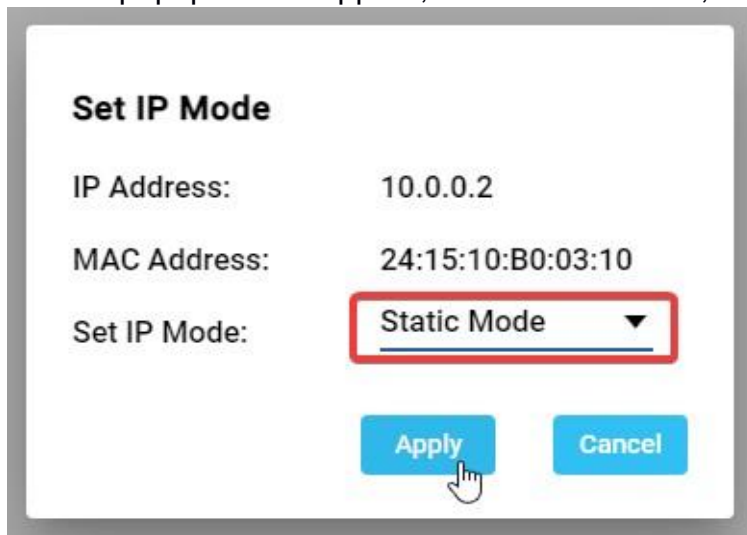 Set IP Mode
IP Address: 10.0.0.2
MAC Address: 24:15:10:B0:03:10
Set IP Mode: Static Mode
Apply Cancel